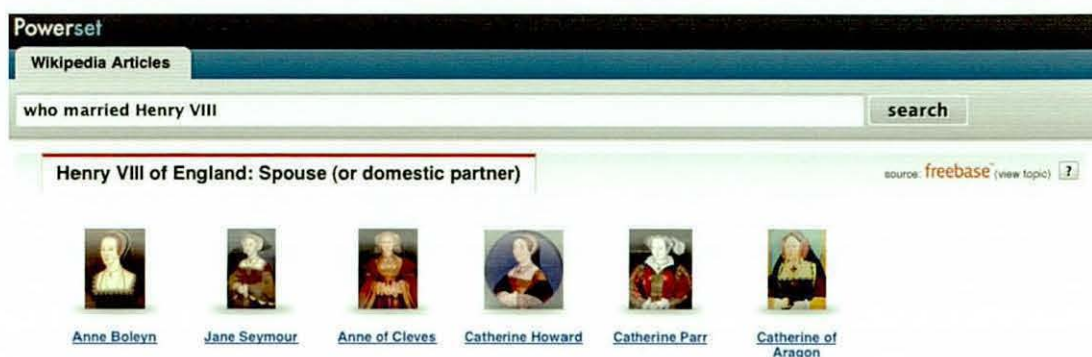 Powerset
Wikipedia Articles
who married Henry VIII
search
Henry VIII of England: Spouse (or domestic partner)
source: freebase™ (view topic) ?
Anne Boleyn
Jane Seymour
Anne of Cleves
Catherine Howard
Catherine Parr
Catherine of
Aragon